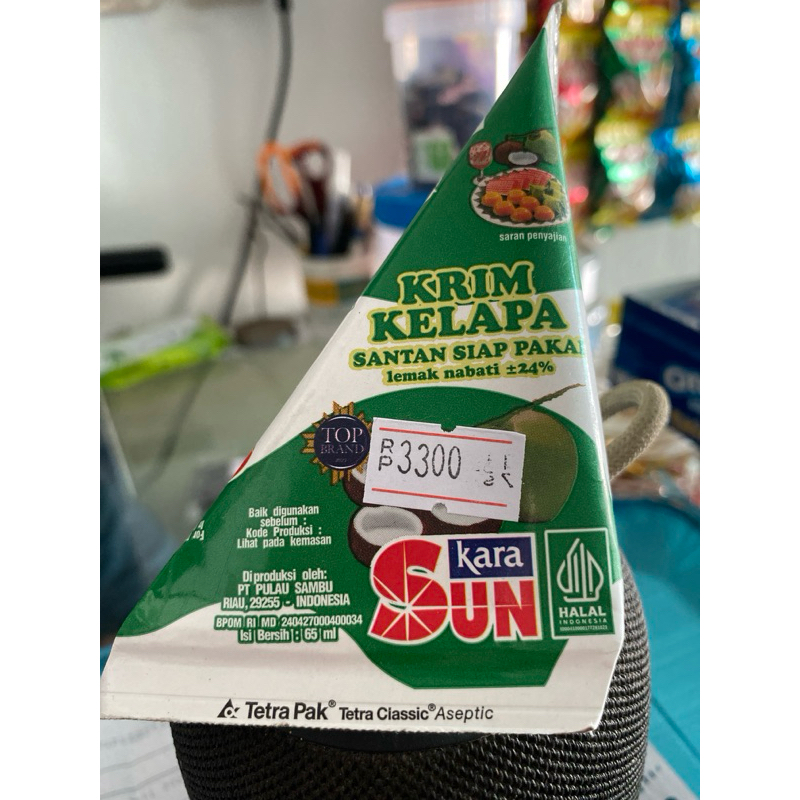 saran penyajian
KRIM
KELAPA
SANTAN SIAP PAKAI
lemak nabati ±24%
TOP
BRAND
RP 3300
Baik digunakan
sebelum :
Kode Produksi :
Lihat pada kemasan
Diproduksi oleh:
PT PULAU SAMBU
RIAU, 29255 - INDONESIA
BPOM RI MD 240427000400034
Isi Bersih : 65 ml
kara
SUN
HALAL
INDONESIA
Tetra Pak® Tetra Classic® Aseptic